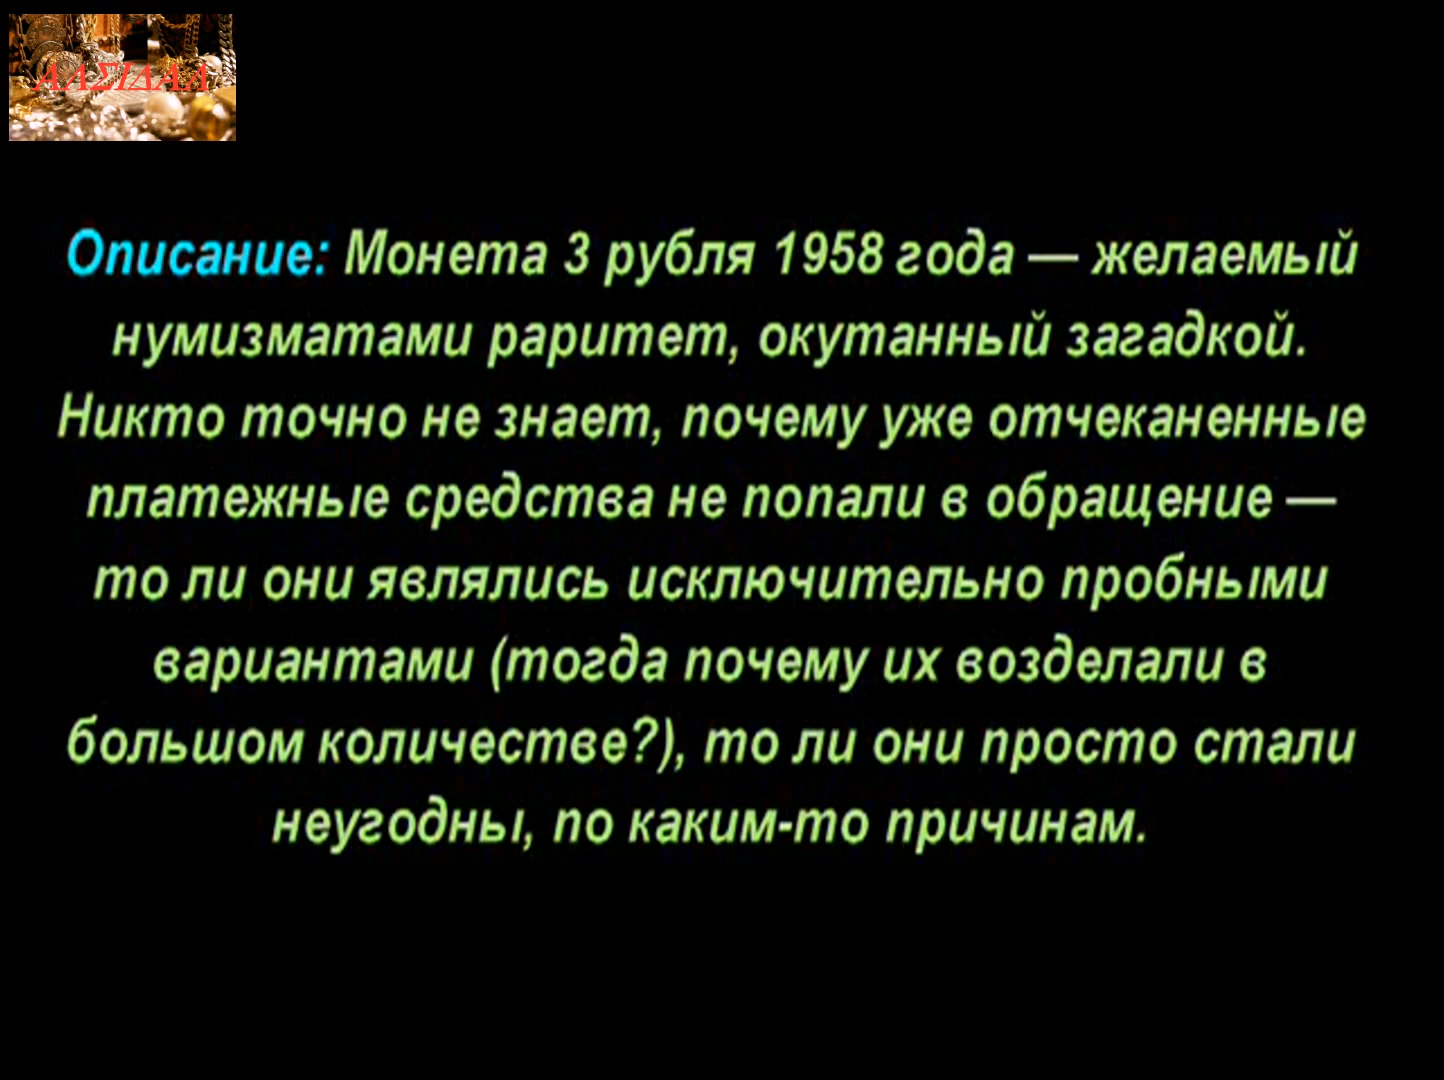 ΑΛΣΙΔΑΛ
Описание: Монета 3 рубля 1958 года — желаемый
нумизматами раритет, окутанный загадкой.
Никто точно не знает, почему уже отчеканенные
платежные средства не попали в обращение —
то ли они являлись исключительно пробными
вариантами (тогда почему их возделали в
большом количестве?), то ли они просто стали
неугодны, по каким-то причинам.